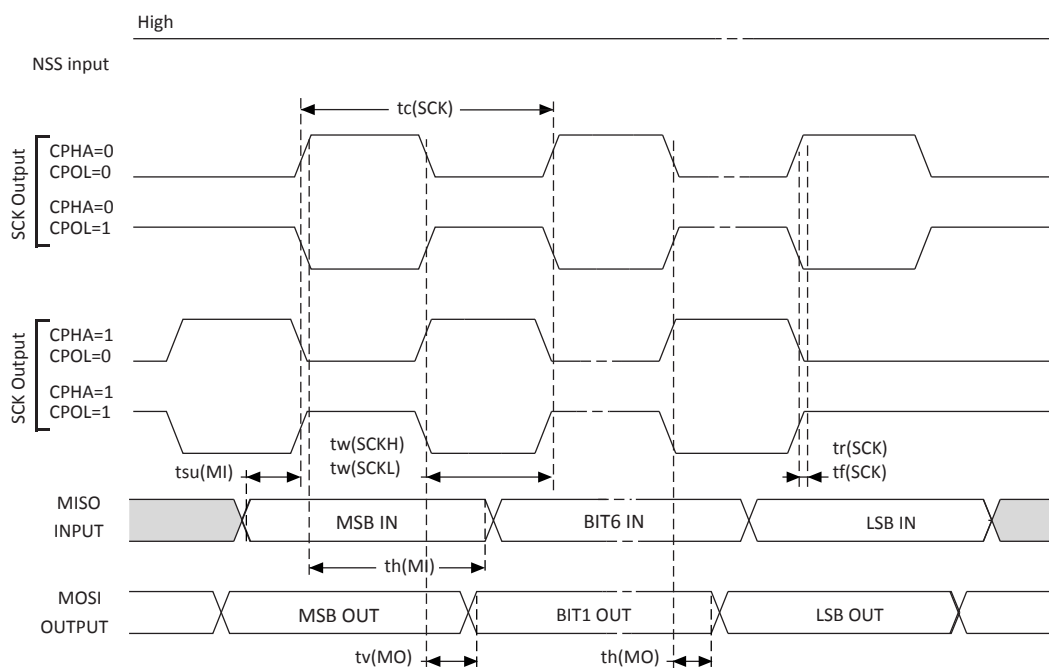 High
NSS input
tc(SCK)
SCK Output
CPHA=0
CPOL=0
CPHA=0
CPOL=1
SCK Output
CPHA=1
CPOL=0
CPHA=1
CPOL=1
tw(SCKH)
tw(SCKL)
tr(SCK)
tf(SCK)
tsu(MI)
MISO
INPUT
MSB IN
BIT6 IN
LSB IN
th(MI)
MOSI
OUTPUT
MSB OUT
BIT1 OUT
LSB OUT
tv(MO)
th(MO)